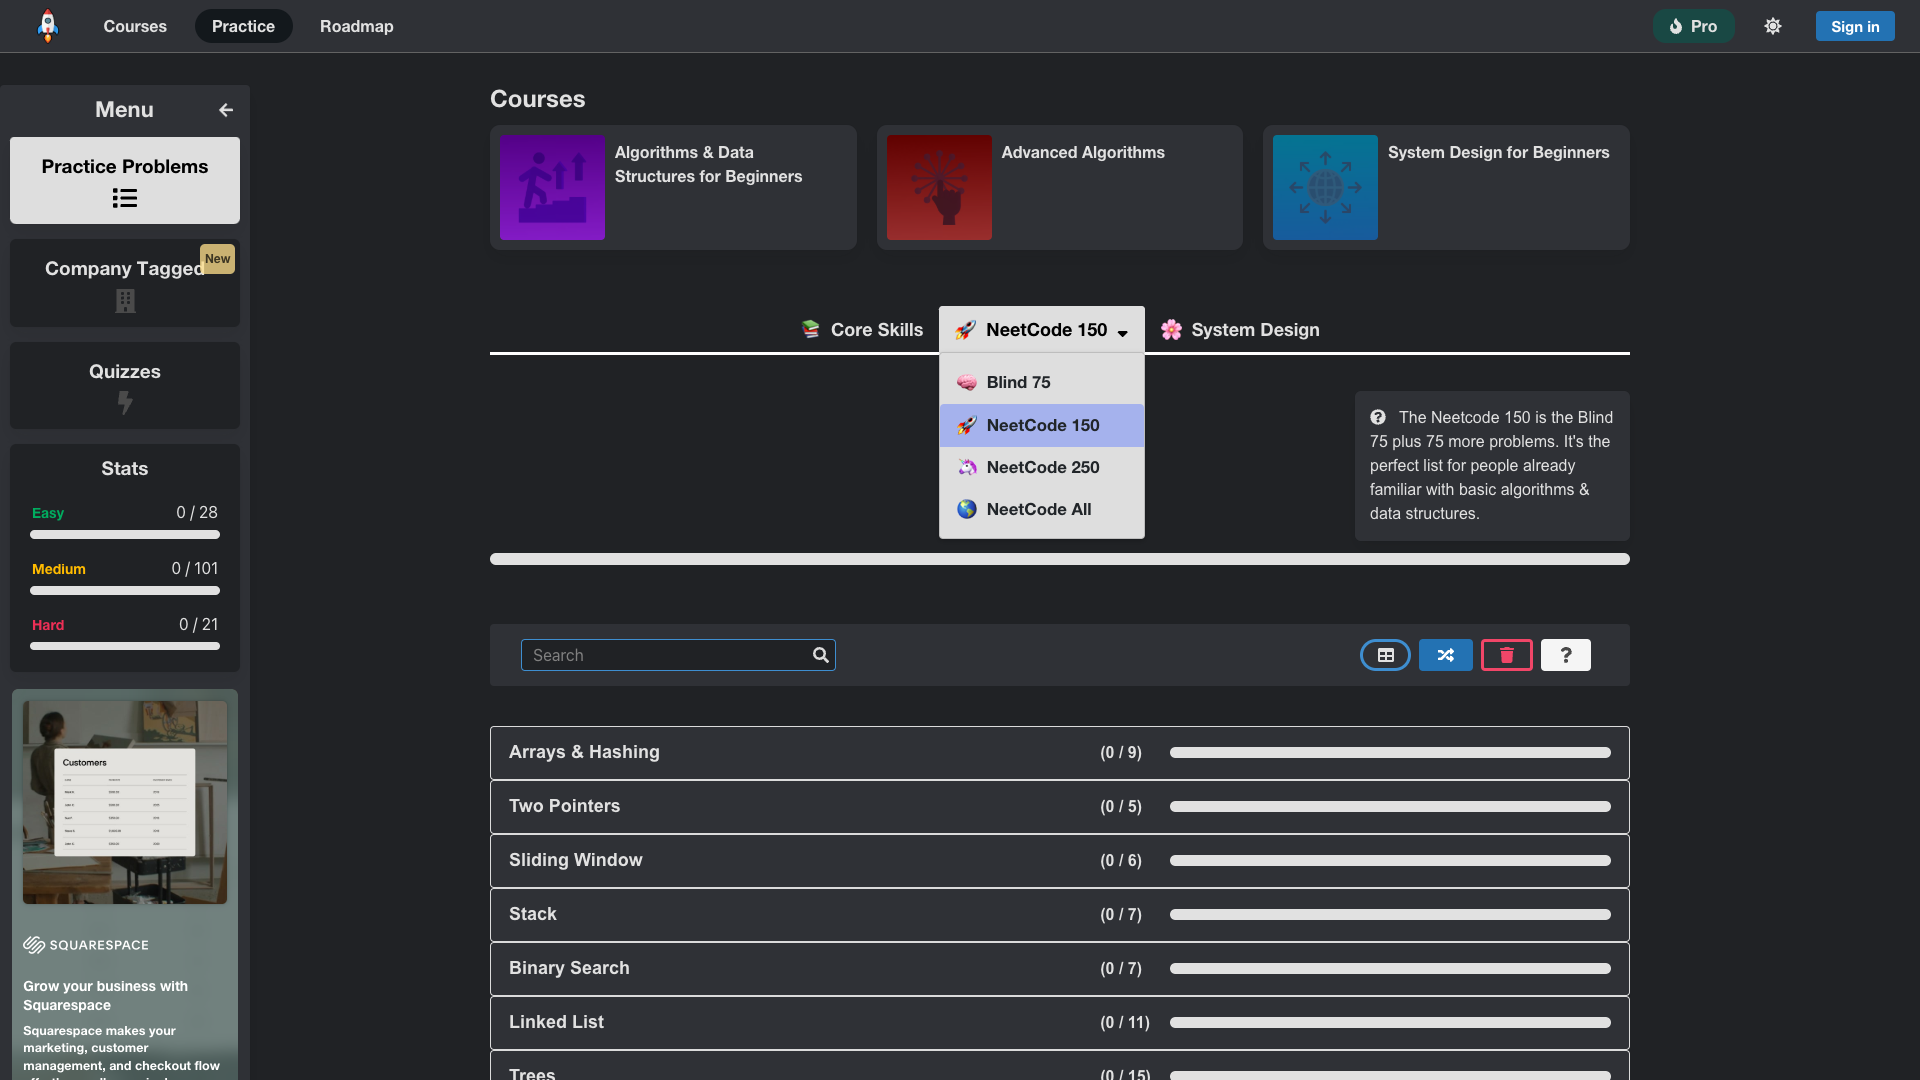 Courses
Practice
Roadmap
Pro
Sign in
Menu
Practice Problems
Company Tagged
New
Quizzes
Stats
Easy
0 / 28
Medium
0 / 101
Hard
0 / 21
Customers
SQUARESPACE
Grow your business with
Squarespace
Squarespace makes your
marketing, customer
management, and checkout flow
Courses
Algorithms & Data
Structures for Beginners
Advanced Algorithms
System Design for Beginners
Core Skills
NeetCode 150
System Design
Blind 75
NeetCode 150
NeetCode 250
NeetCode All
The Neetcode 150 is the Blind
75 plus 75 more problems. It's the
perfect list for people already
familiar with basic algorithms &
data structures.
Search
?
Arrays & Hashing
(0 / 9)
Two Pointers
(0 / 5)
Sliding Window
(0 / 6)
Stack
(0 / 7)
Binary Search
(0 / 7)
Linked List
(0 / 11)
Trees
(0 / 15)